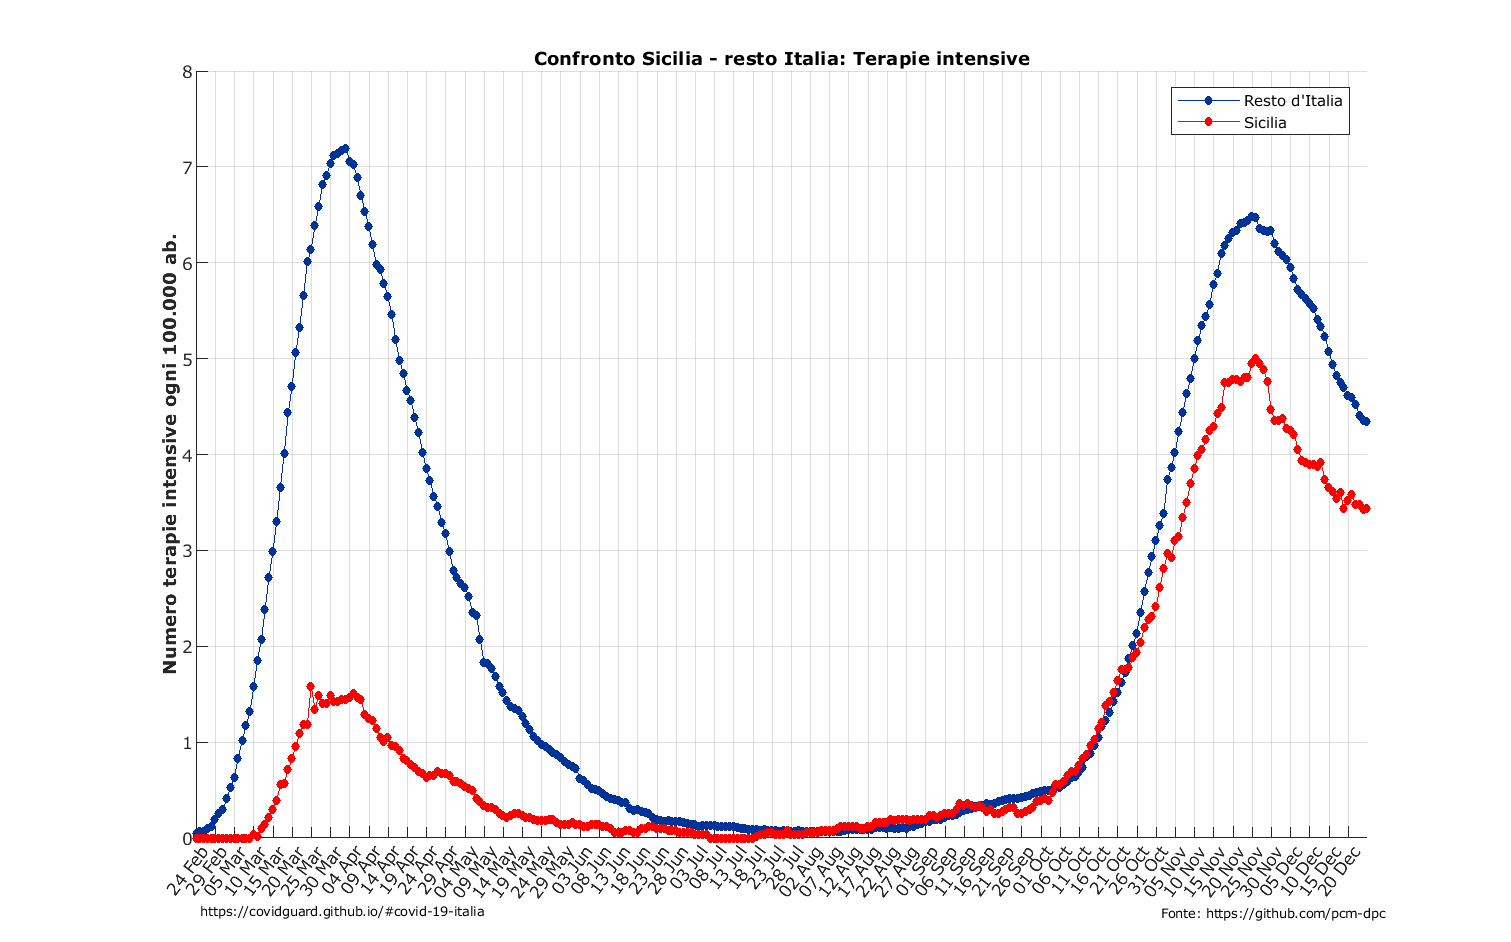 Confronto Sicilia - resto Italia: Terapie intensive
Resto d'Italia
Sicilia
Numero terapie intensive ogni 100.000 ab.
8
7
6
5
4
3
2
1
0
24 Feb
29 Feb
05 Mar
10 Mar
15 Mar
20 Mar
25 Mar
30 Mar
04 Apr
09 Apr
14 Apr
19 Apr
24 Apr
29 Apr
04 May
09 May
14 May
19 May
24 May
29 May
03 Jun
08 Jun
13 Jun
18 Jun
23 Jun
28 Jun
03 Jul
08 Jul
13 Jul
18 Jul
23 Jul
28 Jul
02 Aug
07 Aug
12 Aug
17 Aug
22 Aug
27 Aug
01 Sep
06 Sep
11 Sep
16 Sep
21 Sep
26 Sep
01 Oct
06 Oct
11 Oct
16 Oct
21 Oct
26 Oct
31 Oct
05 Nov
10 Nov
15 Nov
20 Nov
25 Nov
30 Nov
05 Dec
10 Dec
15 Dec
20 Dec
https://covidguard.github.io/#covid-19-italia
Fonte: https://github.com/pcm-dpc